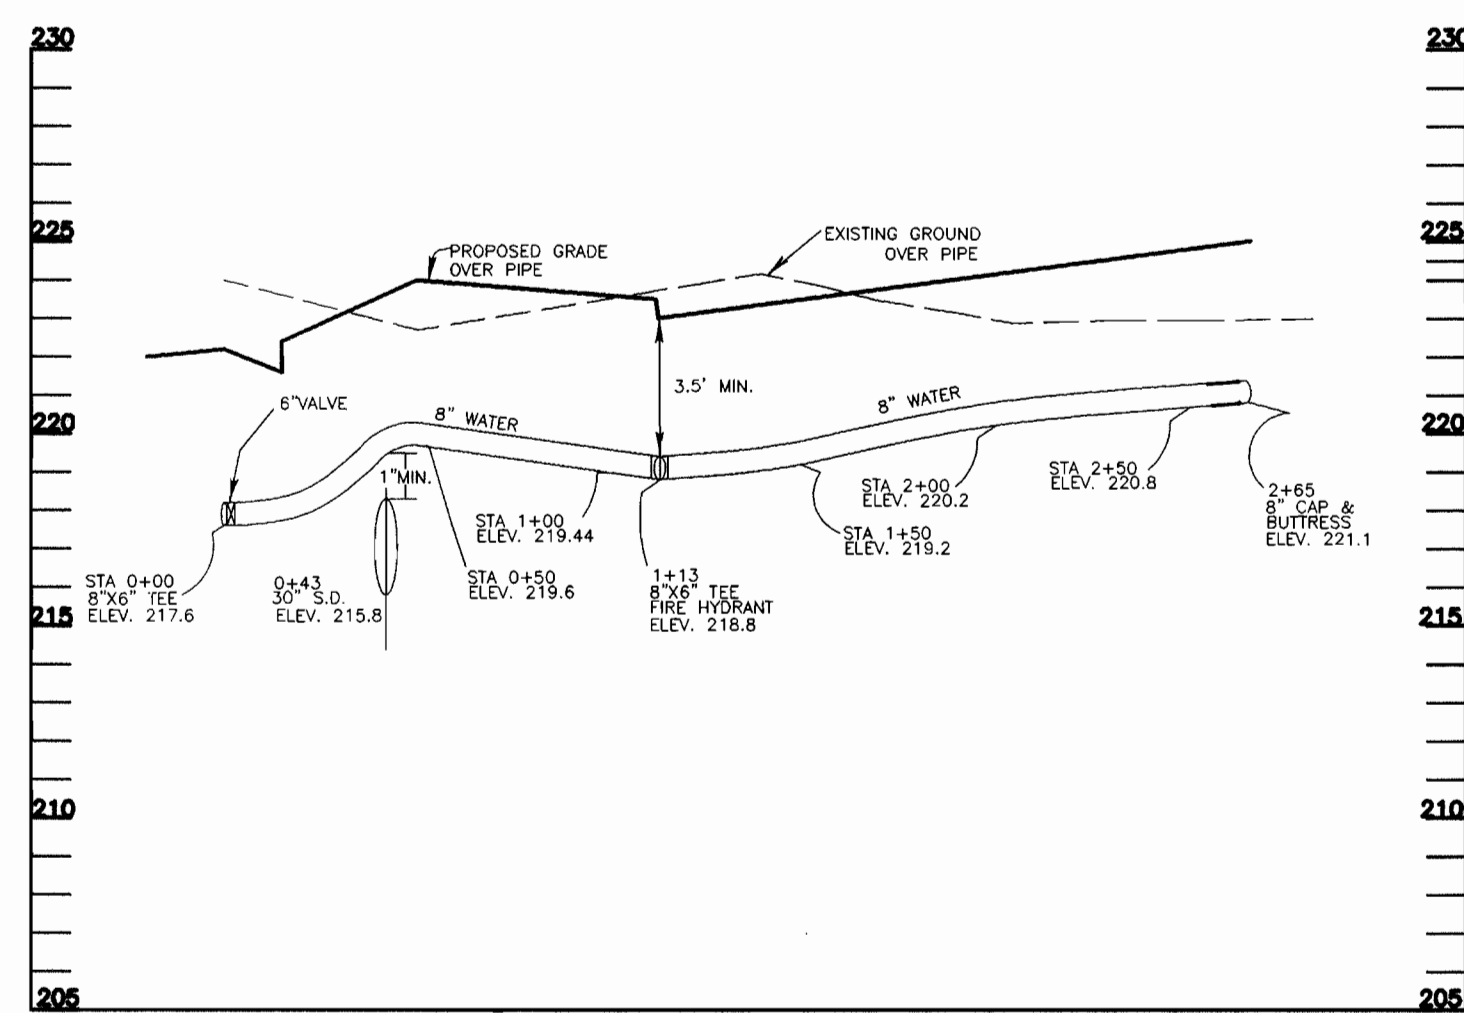 230
230
225
225
EXISTING GROUND
OVER PIPE
PROPOSED GRADE
OVER PIPE
3.5' MIN.
6"VALVE
8" WATER
8" WATER
220
220
1"MIN.
STA 2+50
ELEV. 220.8
STA 2+00
ELEV. 220.2
2+65
8" CAP &
BUTTRESS
ELEV. 221.1
STA 1+00
ELEV. 219.44
STA 1+50
ELEV. 219.2
STA 0+00
8"X6" TEE
ELEV. 217.6
0+43
30" S.D.
ELEV. 215.8
STA 0+50
ELEV. 219.6
1+13
8"X6" TEE
FIRE HYDRANT
ELEV. 218.8
215
215
210
210
205
205